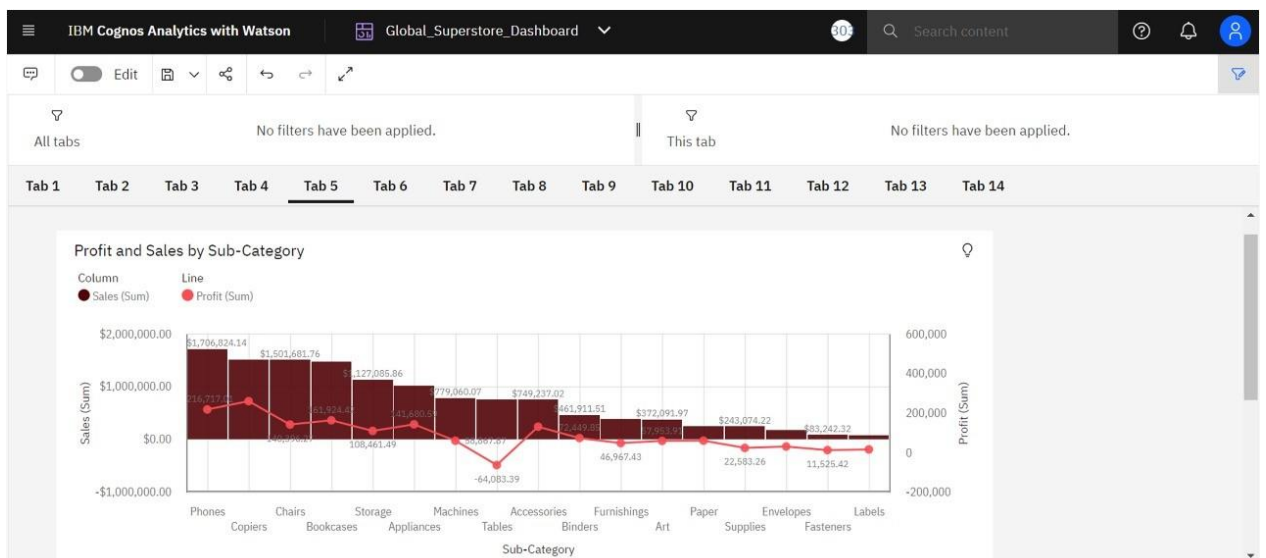 IBM Cognos Analytics with Watson
Global_Superstore_Dashboard
303
Search content
Edit
All tabs
No filters have been applied.
This tab
No filters have been applied.
Tab 1 Tab 2 Tab 3 Tab 4 Tab 5 Tab 6 Tab 7 Tab 8 Tab 9 Tab 10 Tab 11 Tab 12 Tab 13 Tab 14
Profit and Sales by Sub-Category
Column Line
Sales (Sum) Profit (Sum)
$2,000,000.00 600,000
$1,706,824.14
$1,501,681.76
$1,127,085.86
400,000
$1,000,000.00
$779,060.07 $749,237.02
$461,911.51 $372,091.97 $243,074.22 $83,242.32
200,000
$0.00
108,461.49
0
46,967.43 22,583.26 11,525.42
-64,083.39
-$1,000,000.00 -200,000
Sales (Sum)
Profit (Sum)
Phones Chairs Storage Machines Accessories Furnishings Paper Envelopes Labels
Copiers Bookcases Appliances Tables Binders Art Supplies Fasteners
Sub-Category